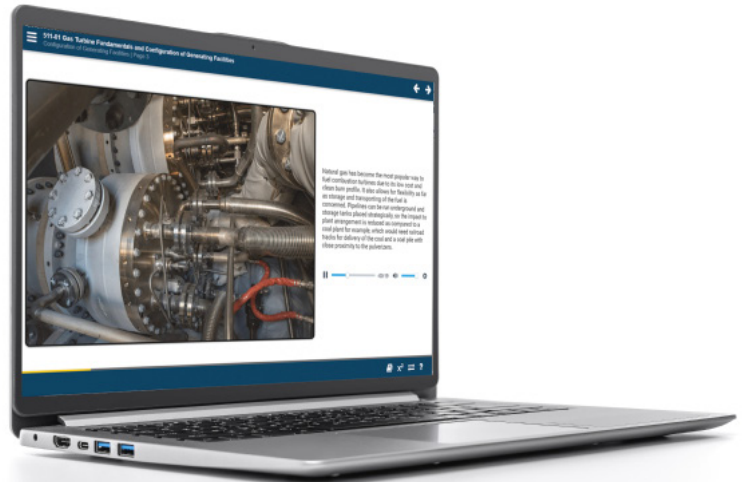 511-01 Gas Turbine Fundamentals and Configuration of Generating Facilities
Configuration of Generating Facilities | Page 5
Natural gas has become the most popular way to
fuel combustion turbines due to its low cost and
clean burn profile. It also allows for flexibility as far
as storage and transporting of the fuel is
concerned. Pipelines can be run underground and
storage tanks placed strategically, so the impact to
plant arrangement is reduced as compared to a
coal plant for example, which would need railroad
tracks for delivery of the coal and a coal pile with
close proximity to the pulverizers.
x²
?